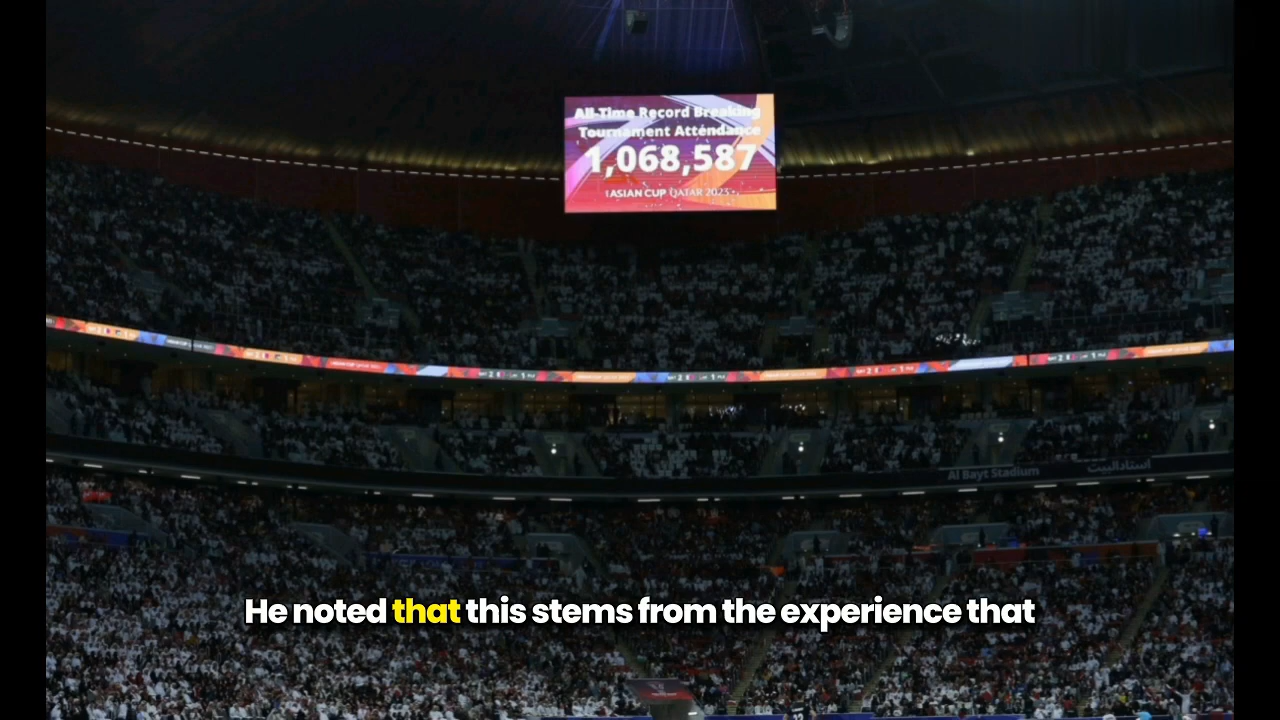 All-Time Record Breaking
Tournament Attendance
1,068,587
ASIAN CUP QATAR 2023
Al Bayt Stadium استاد البيت
He noted that this stems from the experience that